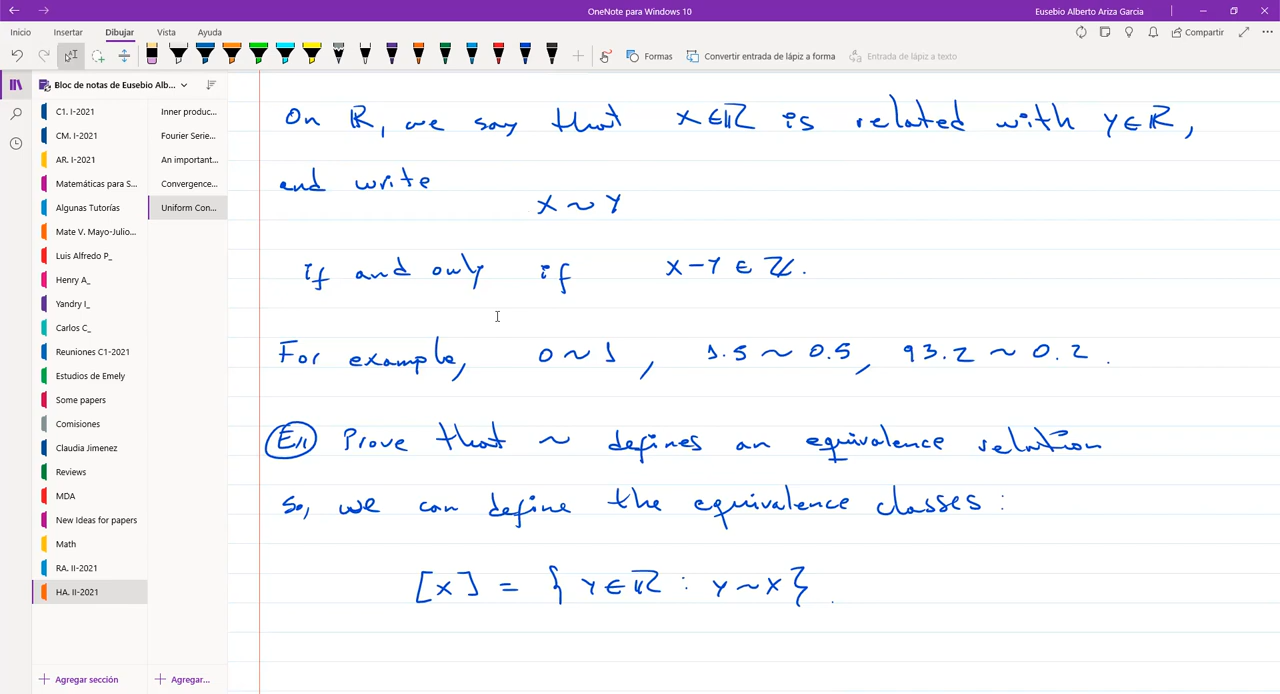 OneNote para Windows 10
Eusebio Alberto Ariza Garcia
Inicio Insertar Dibujar Vista Ayuda
Compartir
Formas Convertir entrada de lápiz a forma Entrada de lápiz a texto
Bloc de notas de Eusebio Alb...
C1. I-2021
CM. I-2021
AR. I-2021
Matemáticas para S...
Algunas Tutorías
Mate V. Mayo-Julio...
Luis Alfredo P_
Henry A_
Yandry I_
Carlos C_
Reuniones C1-2021
Estudios de Emely
Some papers
Comisiones
Claudia Jimenez
Reviews
MDA
New Ideas for papers
Math
RA. II-2021
HA. II-2021
Agregar sección
Inner produc...
Fourier Serie...
An important...
Convergence...
Uniform Con...
Agregar...
On ℝ, we say that x∈ℝ is related with y∈ℝ,
and write
x ~ y
if and only if x-y ∈ ℤ.
For example, 0 ~ 1, 1.5 ~ 0.5, 93.2 ~ 0.2.
Ex Prove that ~ defines an equivalence relation
so, we can define the equivalence classes:
[x] = { y∈ℝ : y~x}.